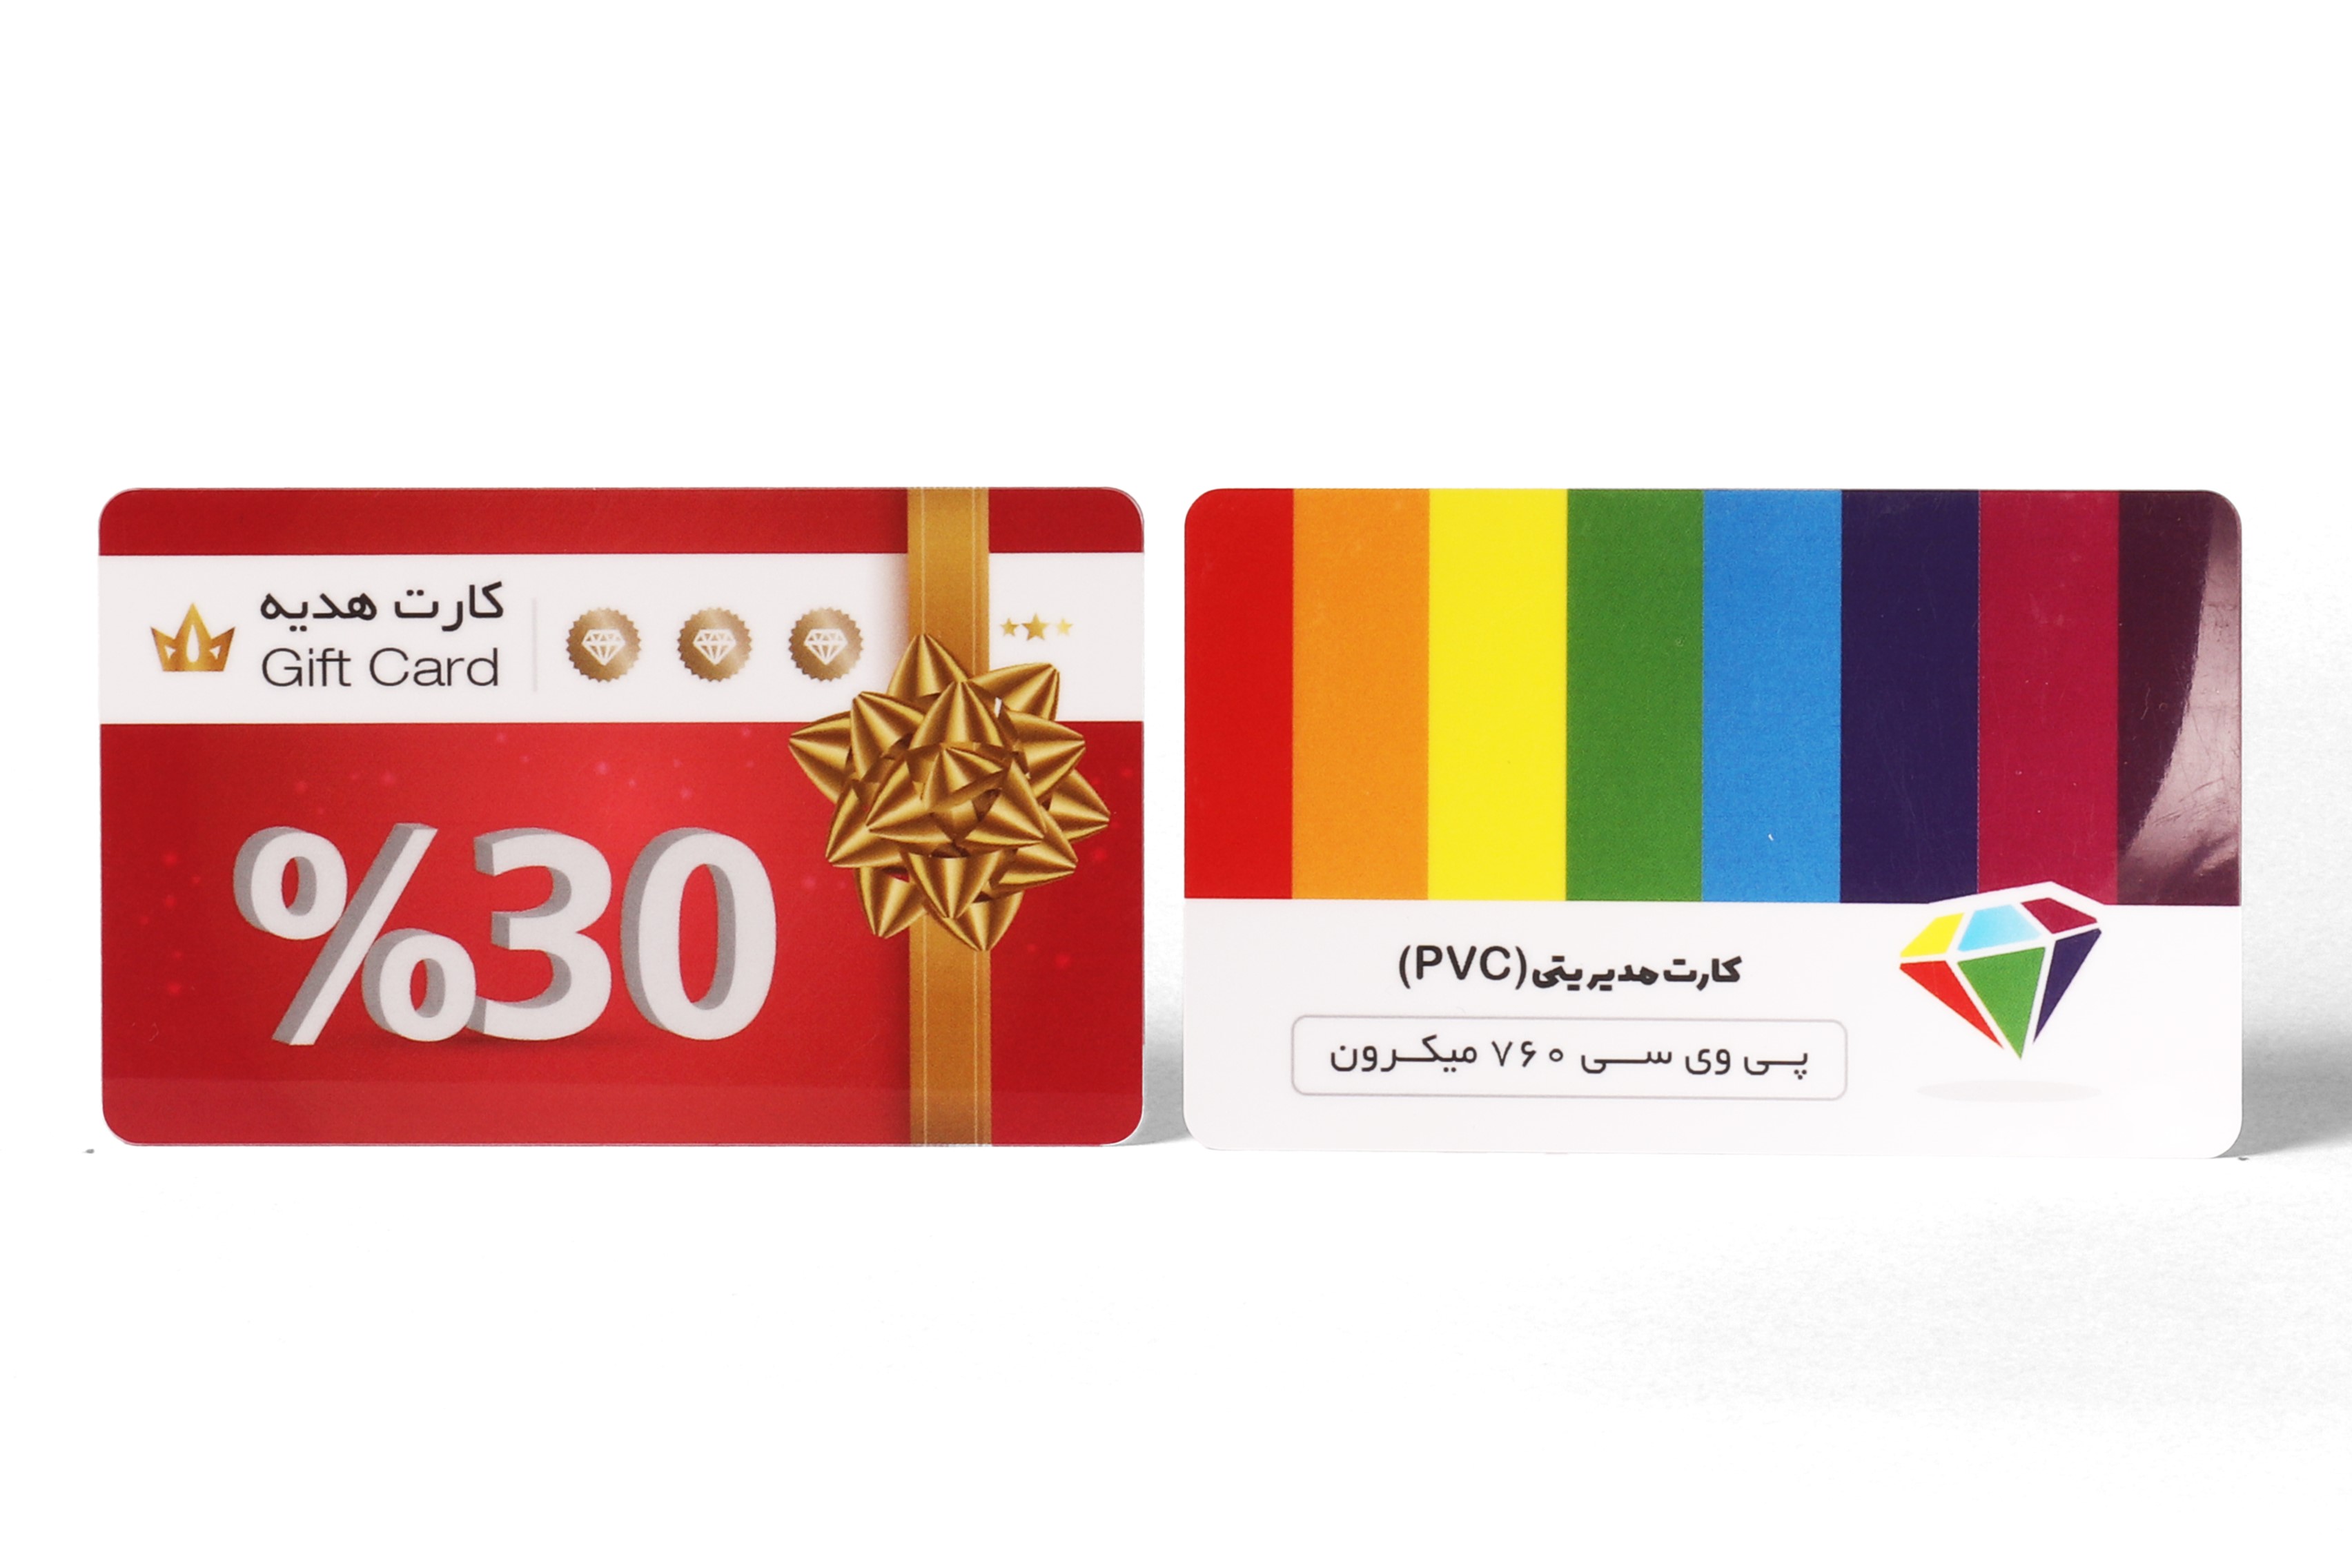 کارت هدیه
Gift Card
%30
کارت مدیریتی(PVC)
پی وی سی ۷۶۰ میکرون